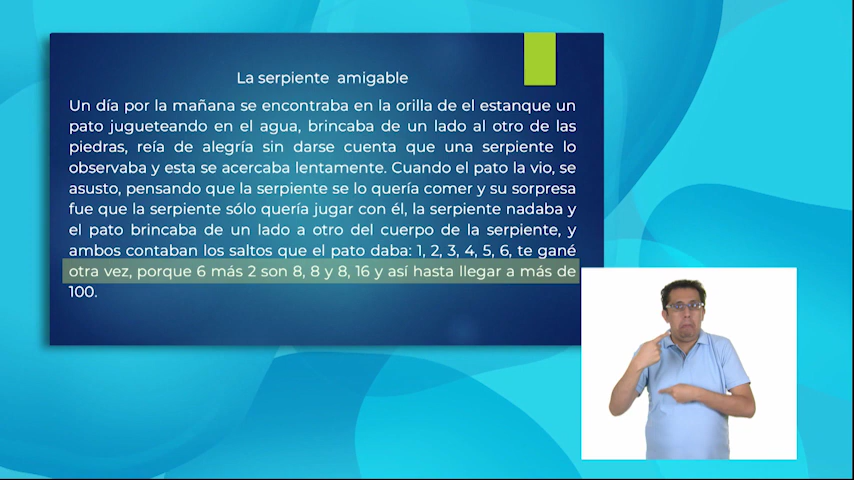 La serpiente amigable
Un día por la mañana se encontraba en la orilla de el estanque un
pato jugueteando en el agua, brincaba de un lado al otro de las
piedras, reía de alegría sin darse cuenta que una serpiente lo
observaba y esta se acercaba lentamente. Cuando el pato la vio, se
asusto, pensando que la serpiente se lo quería comer y su sorpresa
fue que la serpiente sólo quería jugar con él, la serpiente nadaba y
el pato brincaba de un lado a otro del cuerpo de la serpiente, y
ambos contaban los saltos que el pato daba: 1, 2, 3, 4, 5, 6, te gané
otra vez, porque 6 más 2 son 8, 8 y 8, 16 y así hasta llegar a más de
100.